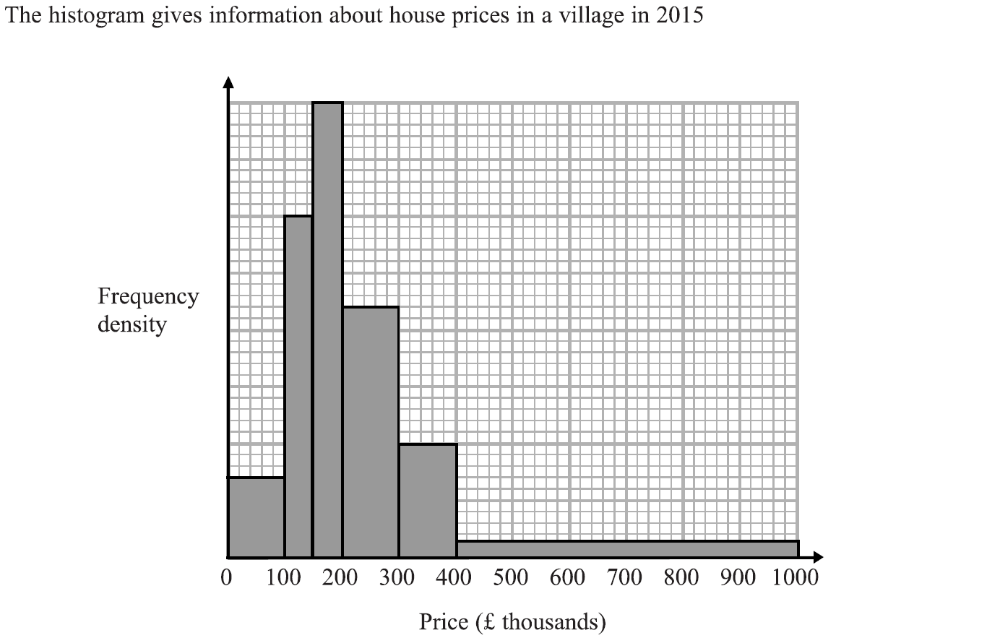 The histogram gives information about house prices in a village in 2015
Frequency
density
0 100 200 300 400 500 600 700 800 900 1000
Price (£ thousands)